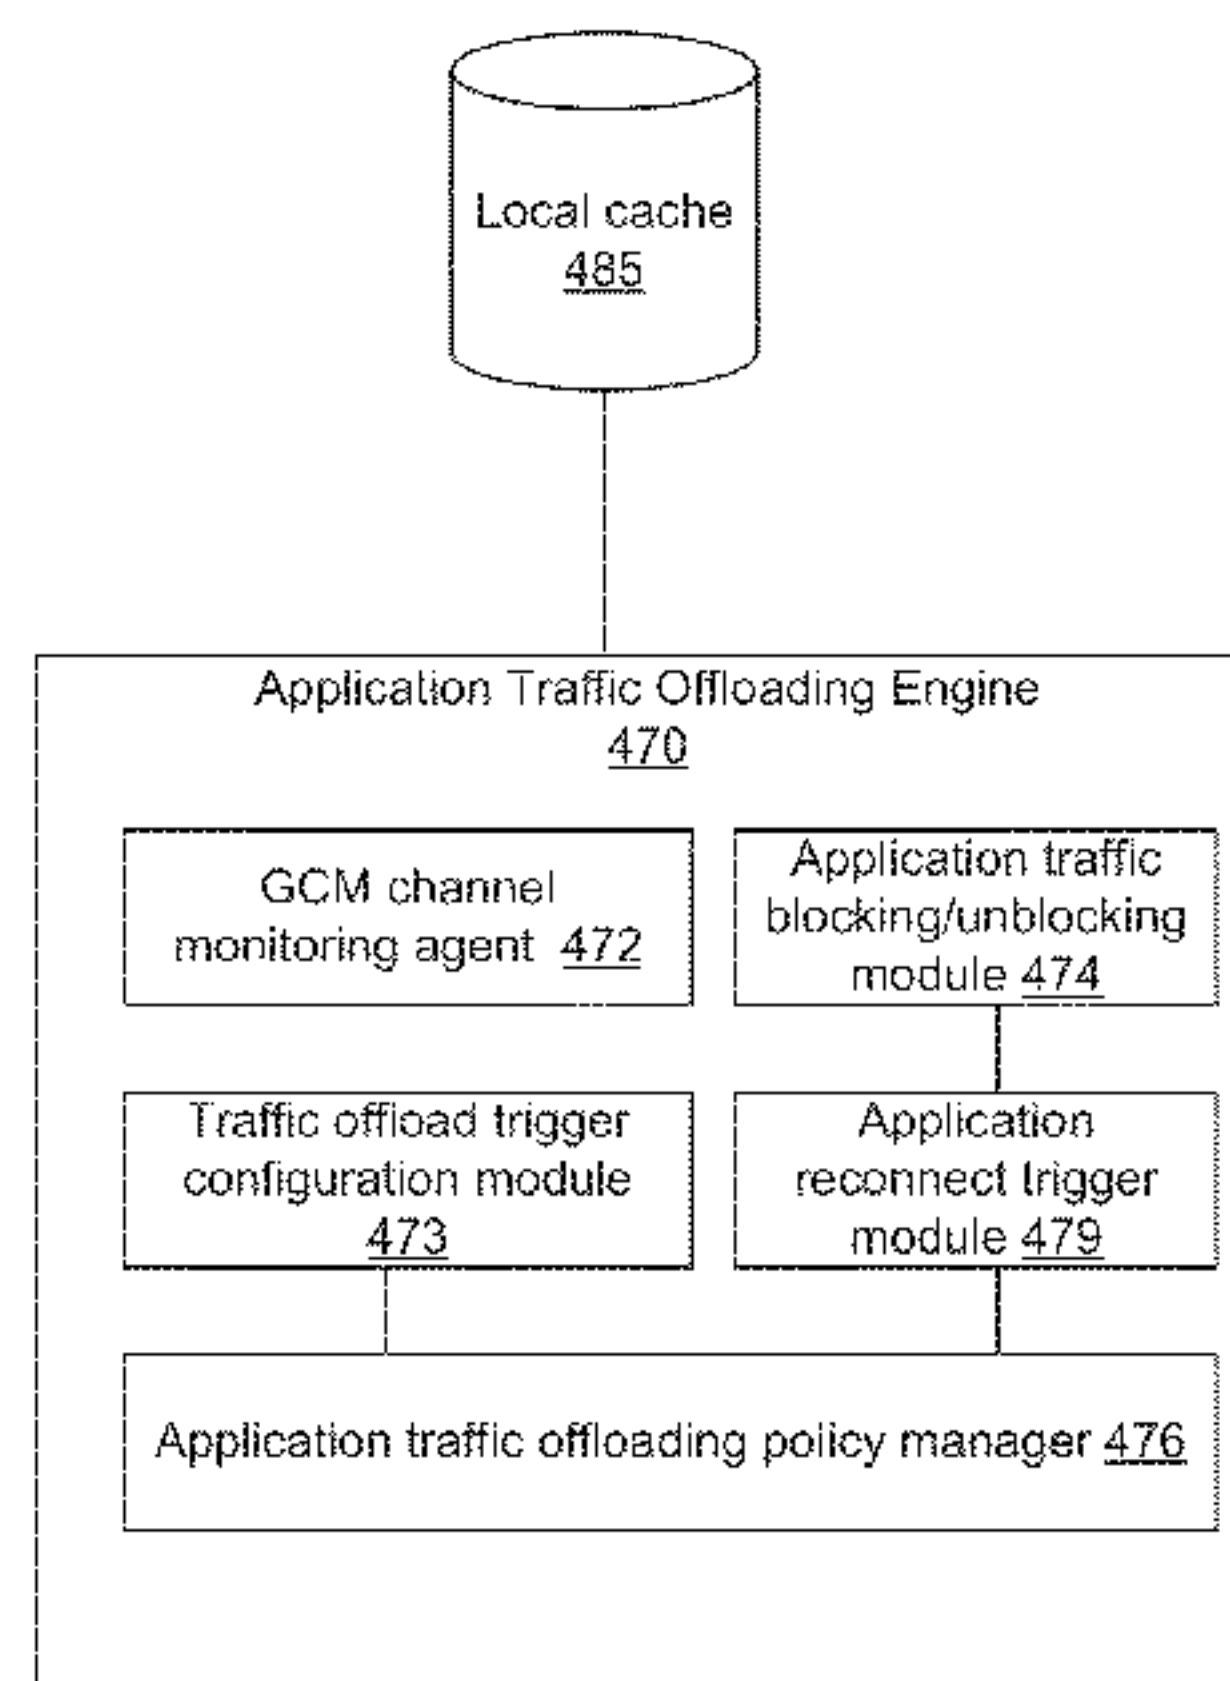 Local cache
485
Application Traffic Offloading Engine
470
GCM channel
monitoring agent 472
Application traffic
blocking/unblocking
module 474
Traffic offload trigger
configuration module
473
Application
reconnect trigger
module 479
Application traffic offloading policy manager 476